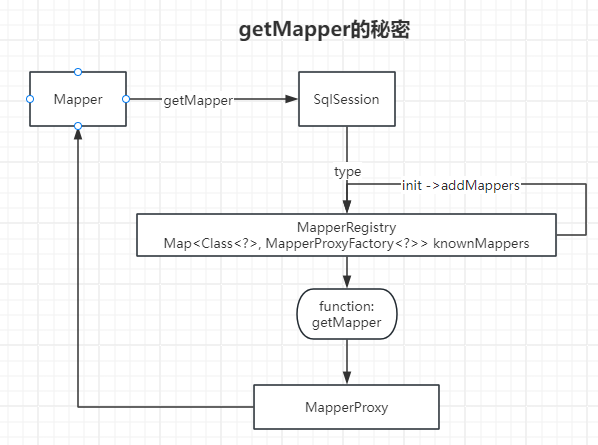 getMapper的秘密
Mapper
getMapper
SqlSession
type
init ->addMappers
MapperRegistry
Map<Class<?>, MapperProxyFactory<?>> knownMappers
function:
getMapper
MapperProxy